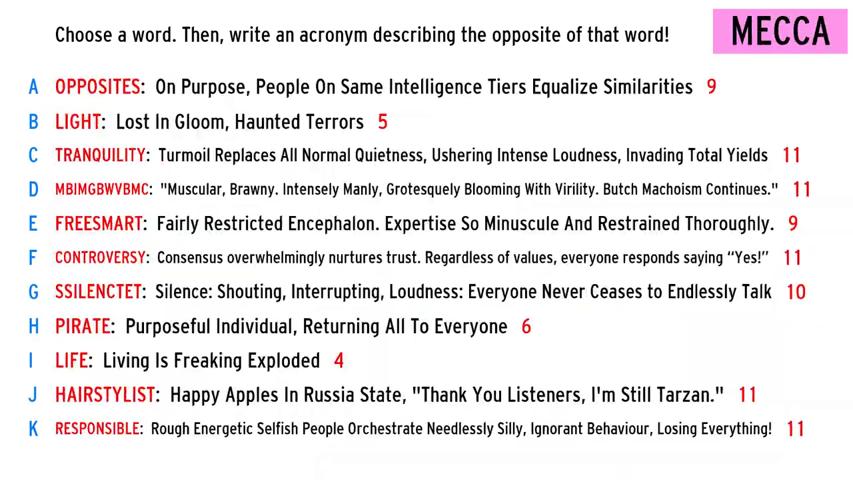 Choose a word. Then, write an acronym describing the opposite of that word!
MECCA
A OPPOSITES: On Purpose, People On Same Intelligence Tiers Equalize Similarities 9
B LIGHT: Lost In Gloom, Haunted Terrors 5
C TRANQUILITY: Turmoil Replaces All Normal Quietness, Ushering Intense Loudness, Invading Total Yields 11
D MBIMGBWVBMC: "Muscular, Brawny. Intensely Manly, Grotesquely Blooming With Virility. Butch Machoism Continues." 11
E FREESMART: Fairly Restricted Encephalon. Expertise So Minuscule And Restrained Thoroughly. 9
F CONTROVERSY: Consensus overwhelmingly nurtures trust. Regardless of values, everyone responds saying “Yes!” 11
G SSILENCTET: Silence: Shouting, Interrupting, Loudness: Everyone Never Ceases to Endlessly Talk 10
H PIRATE: Purposeful Individual, Returning All To Everyone 6
I LIFE: Living Is Freaking Exploded 4
J HAIRSTYLIST: Happy Apples In Russia State, "Thank You Listeners, I'm Still Tarzan." 11
K RESPONSIBLE: Rough Energetic Selfish People Orchestrate Needlessly Silly, Ignorant Behaviour, Losing Everything! 11